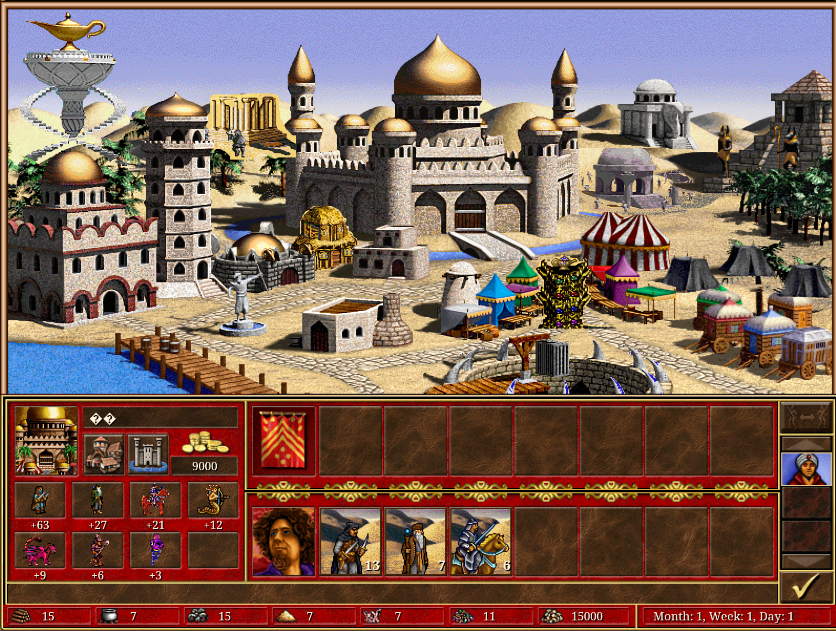 ��
9000
+63 +27 +21 +12
+9 +6 +3
13 7 6
15 7 15 7 7 11 15000 Month: 1, Week: 1, Day: 1